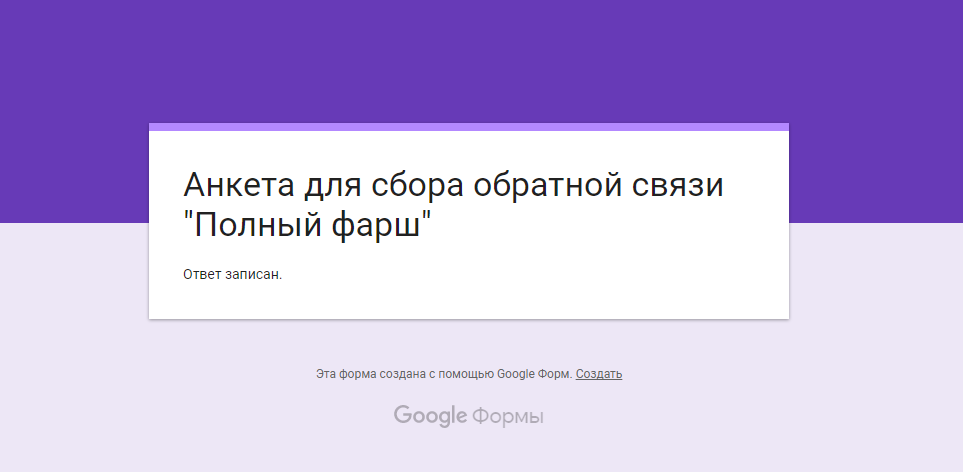 Анкета для сбора обратной связи
"Полный фарш"
Ответ записан.
Эта форма создана с помощью Google Форм. Создать
Google Формы